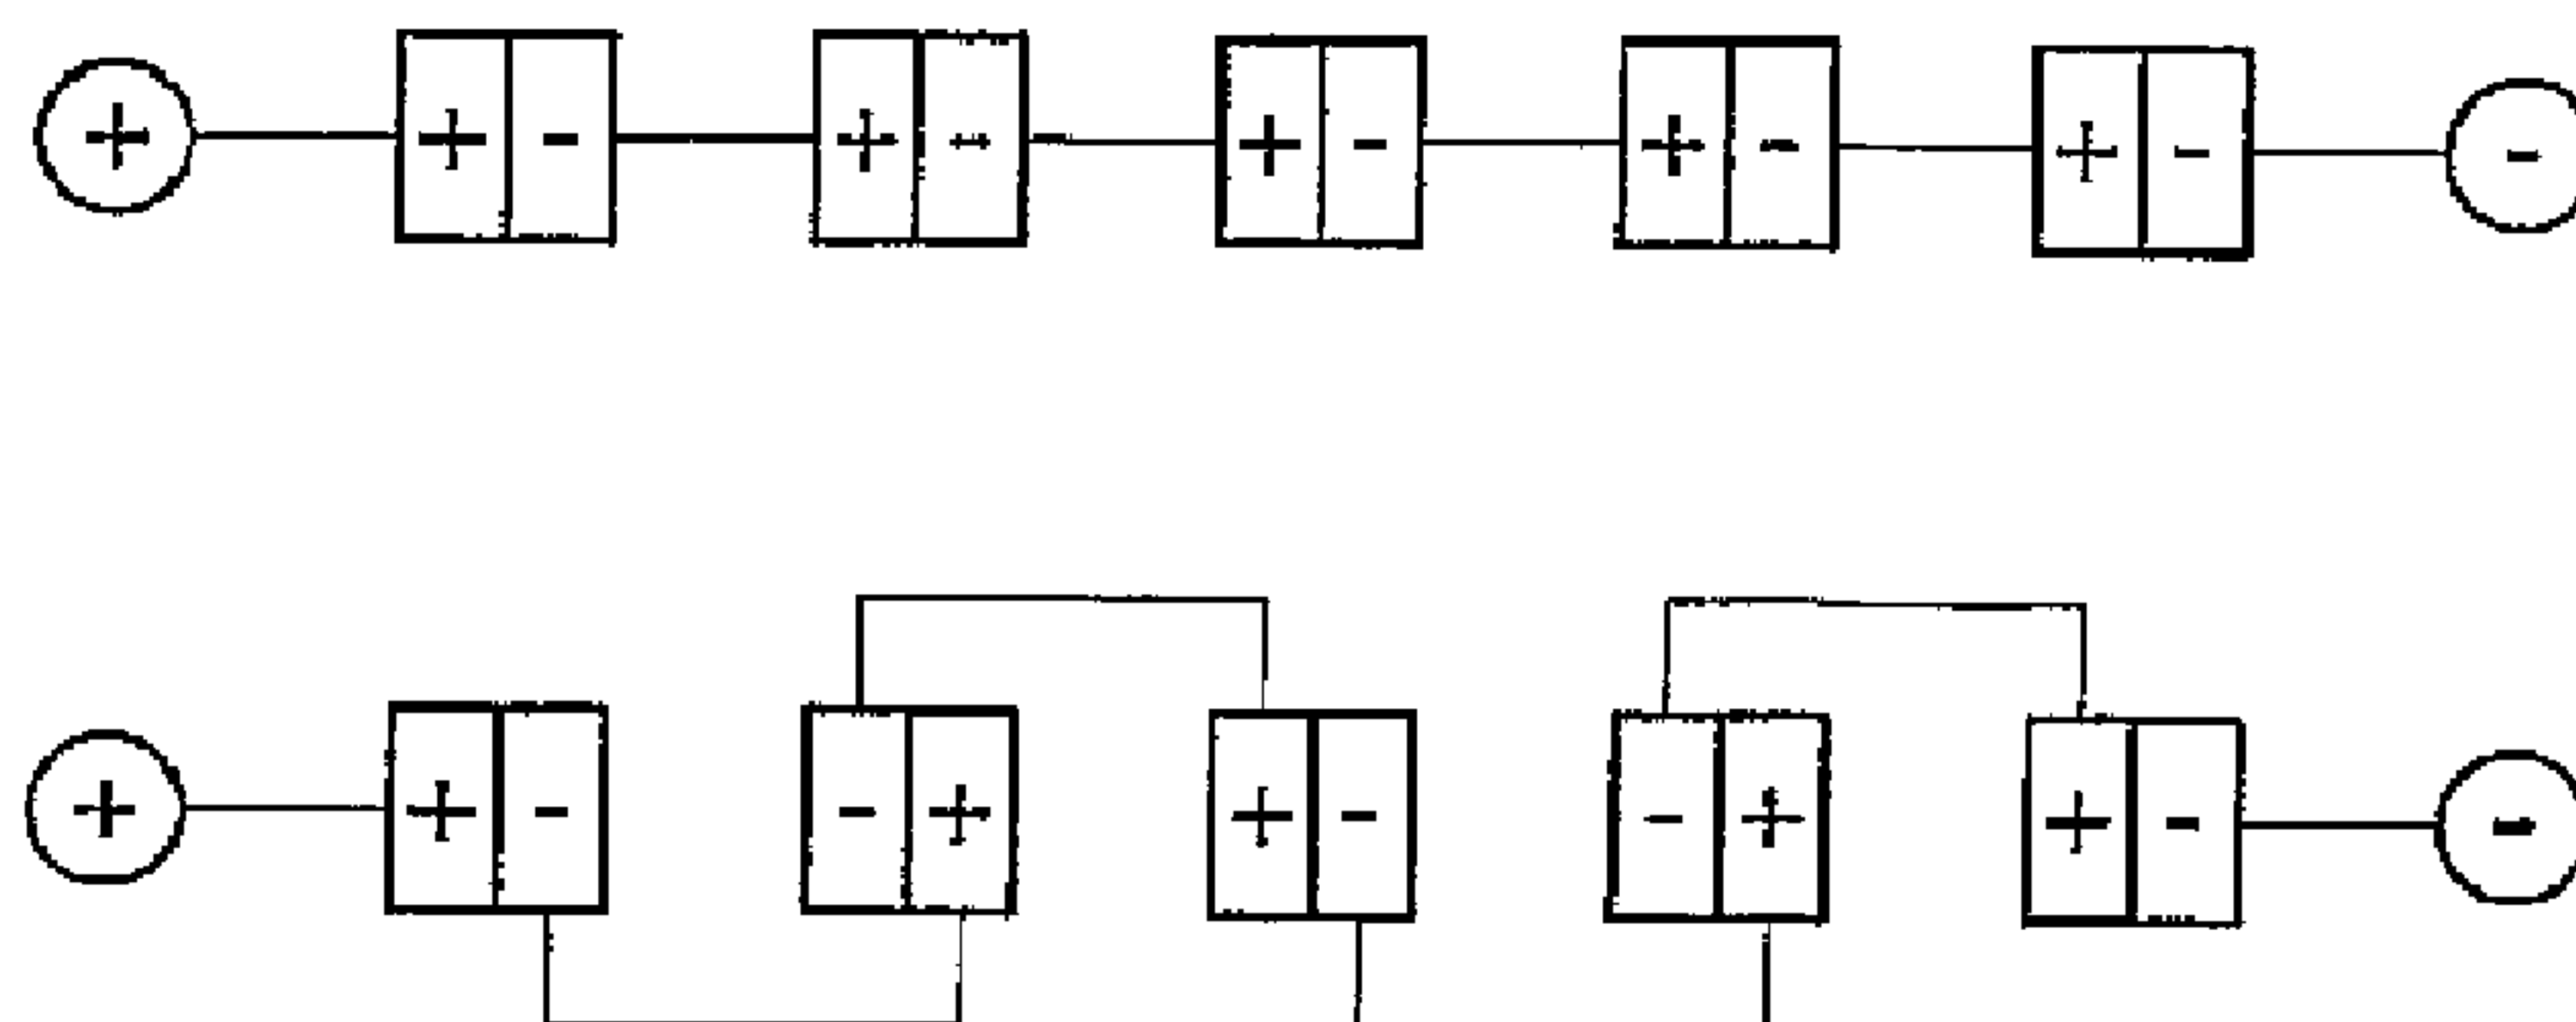 + + - + - + - + - + - -
+ + - - + + - - + + - -